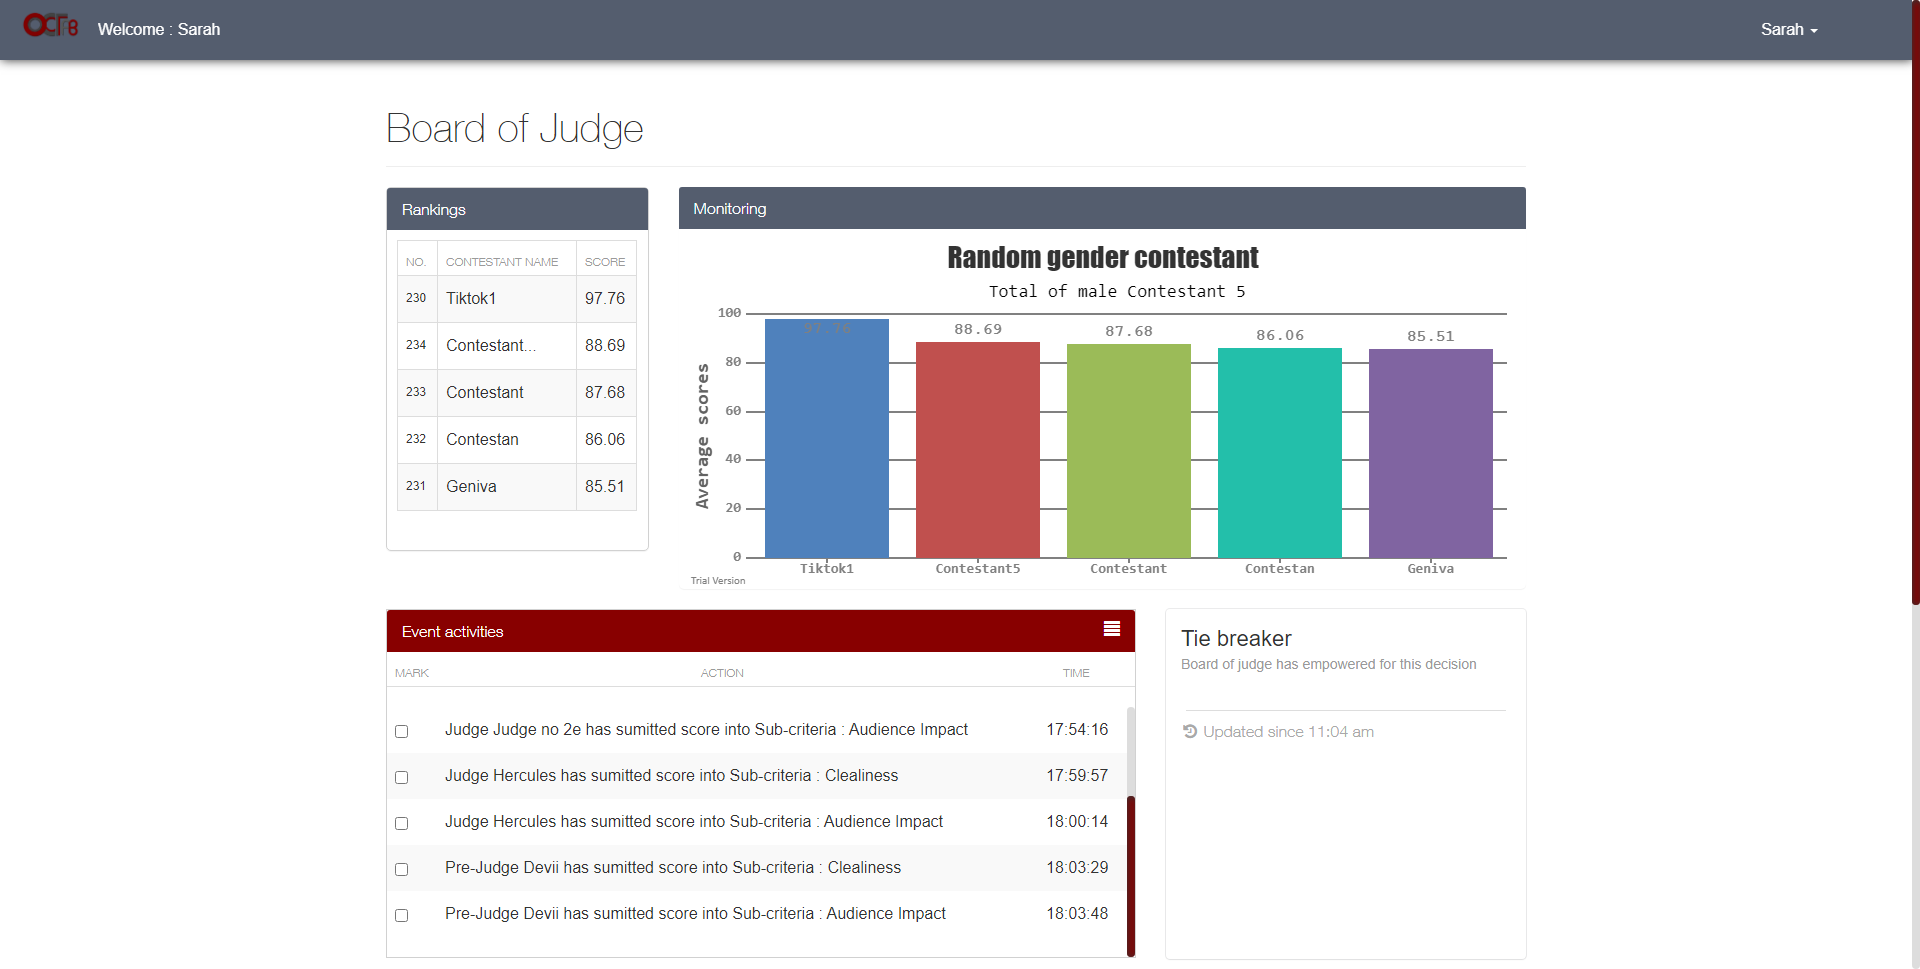 Welcome : Sarah
Sarah
Board of Judge
Rankings
NO. CONTESTANT NAME SCORE
230 Tiktok1 97.76
234 Contestant... 88.69
233 Contestant 87.68
232 Contestan 86.06
231 Geniva 85.51
Monitoring
Random gender contestant
Total of male Contestant 5
Average scores
100
80
60
40
20
0
97.76
88.69
87.68
86.06
85.51
Tiktok1 Contestant5 Contestant Contestan Geniva
Trial Version
Event activities
MARK ACTION TIME
Judge Judge no 2e has sumitted score into Sub-criteria : Audience Impact 17:54:16
Judge Hercules has sumitted score into Sub-criteria : Clealiness 17:59:57
Judge Hercules has sumitted score into Sub-criteria : Audience Impact 18:00:14
Pre-Judge Devii has sumitted score into Sub-criteria : Clealiness 18:03:29
Pre-Judge Devii has sumitted score into Sub-criteria : Audience Impact 18:03:48
Tie breaker
Board of judge has empowered for this decision
Updated since 11:04 am